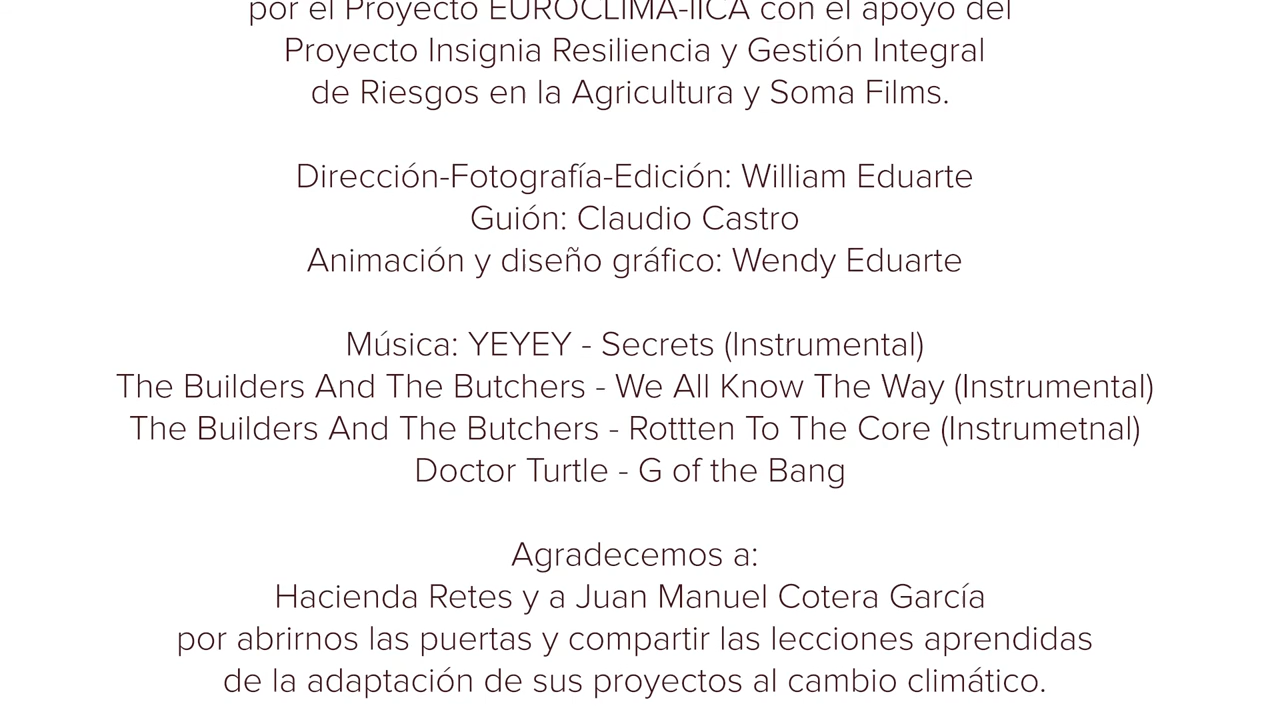 por el Proyecto EUROCLIMA-IICA con el apoyo del
Proyecto Insignia Resiliencia y Gestión Integral
de Riesgos en la Agricultura y Soma Films.
Dirección-Fotografía-Edición: William Eduarte
Guión: Claudio Castro
Animación y diseño gráfico: Wendy Eduarte
Música: YEYEY - Secrets (Instrumental)
The Builders And The Butchers - We All Know The Way (Instrumental)
The Builders And The Butchers - Rottten To The Core (Instrumetnal)
Doctor Turtle - G of the Bang
Agradecemos a:
Hacienda Retes y a Juan Manuel Cotera García
por abrirnos las puertas y compartir las lecciones aprendidas
de la adaptación de sus proyectos al cambio climático.